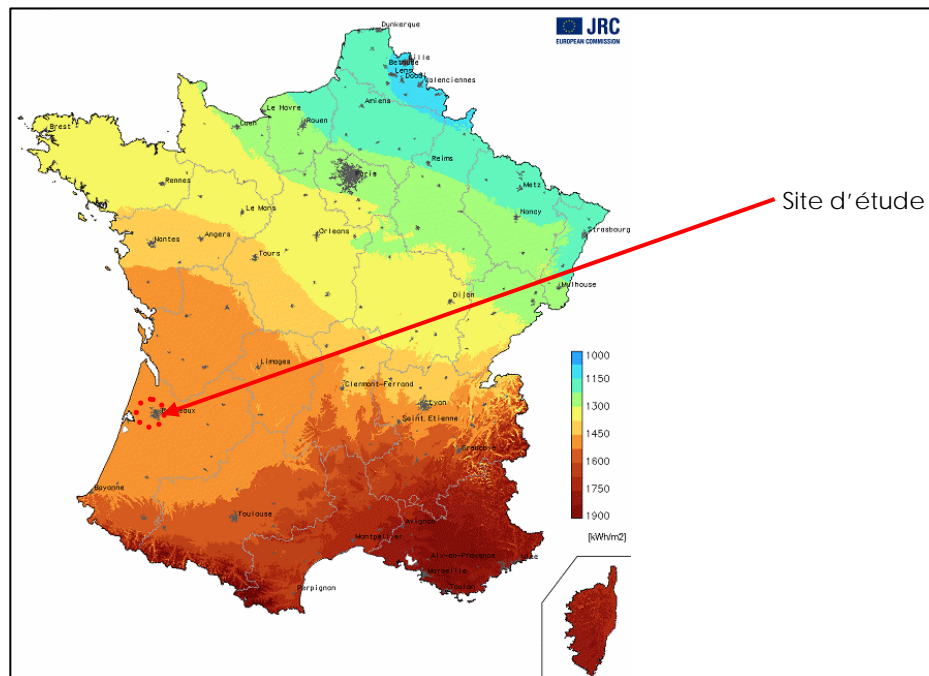 Dunkerque
JRC
EUROPEAN COMMISSION
Lille
Lens
Valenciennes
Amiens
Le Havre
Rouen
Caen
Brest
Reims
Paris
Metz
Rennes
Nancy
Site d'étude
Le Mans
Strasbourg
Orleans
Nantes
Angers
Tours
Mulhouse
Dijon
1000
1150
1300
1450
1600
1750
1900
[kWh/m2]
Limoges
Clermont-Ferrand
Lyon
Saint Etienne
Grenoble
Bayonne
Toulouse
Avignon
Montpellier
Aix-en-Provence
Nice
Marseille
Toulon
Perpignan